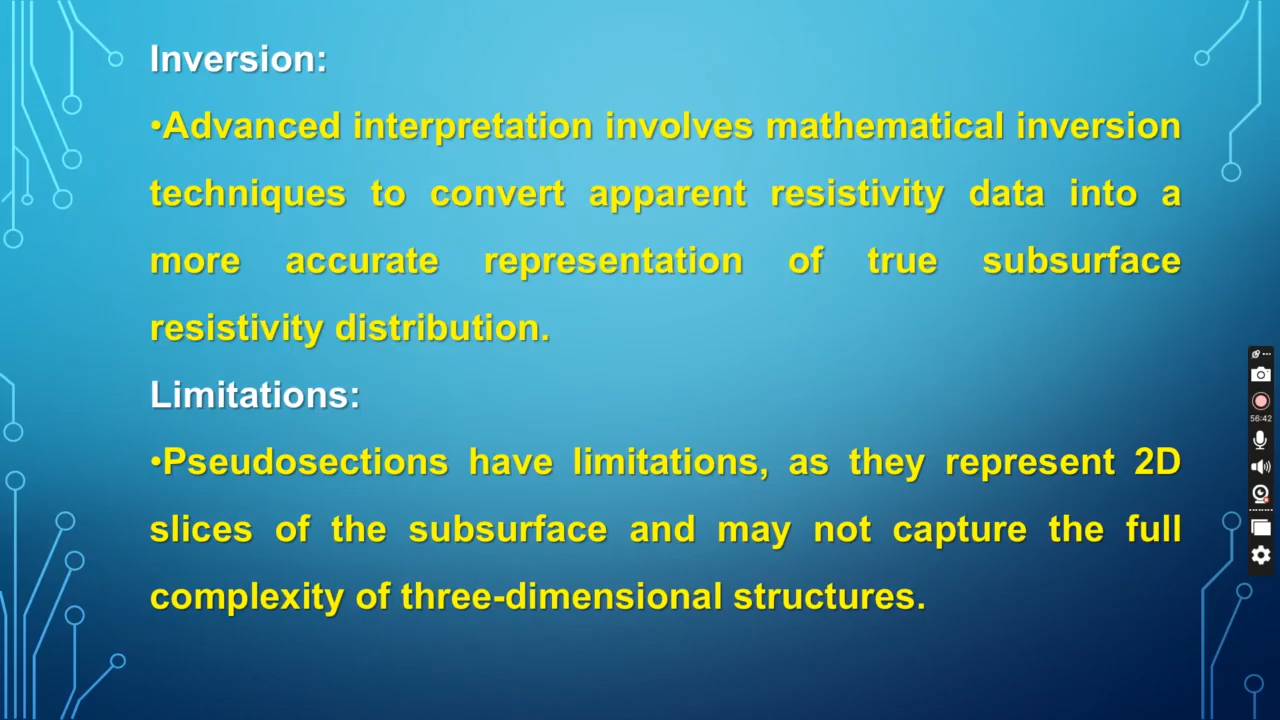 Inversion:
•Advanced interpretation involves mathematical inversion
techniques to convert apparent resistivity data into a
more accurate representation of true subsurface
resistivity distribution.
Limitations:
•Pseudosections have limitations, as they represent 2D
slices of the subsurface and may not capture the full
complexity of three-dimensional structures.
56:42